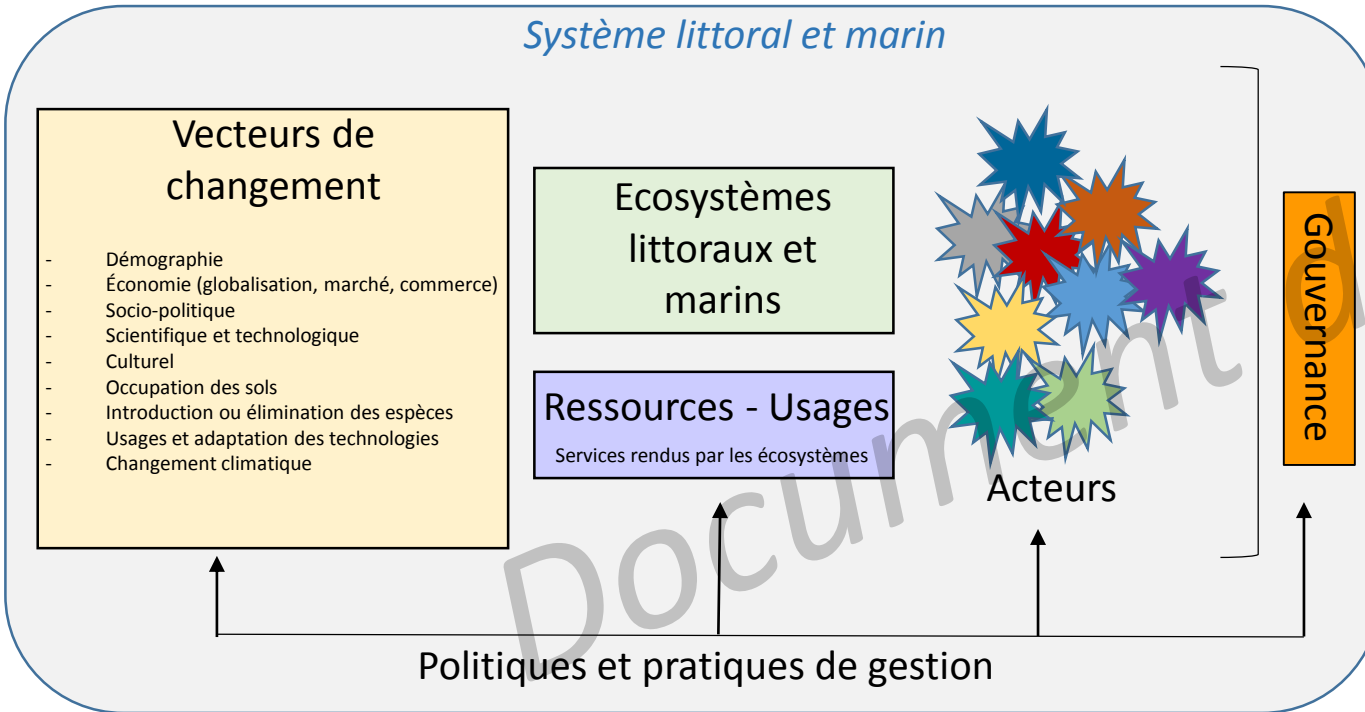 Système littoral et marin
Vecteurs de
changement
- Démographie
- Économie (globalisation, marché, commerce)
- Socio-politique
- Scientifique et technologique
- Culturel
- Occupation des sols
- Introduction ou élimination des espèces
- Usages et adaptation des technologies
- Changement climatique
Ecosystèmes
littoraux et
marins
Ressources - Usages
Services rendus par les écosystèmes
Acteurs
Gouvernance
Politiques et pratiques de gestion
Document d